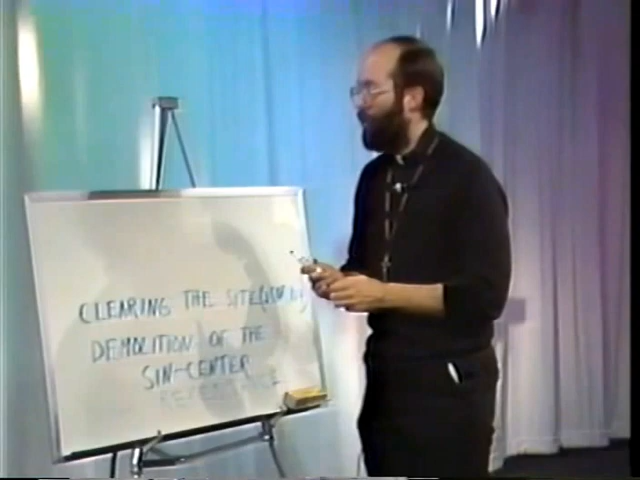 CLEARING THE SITE
DEMOLITION OF THE
SIN-CENTER